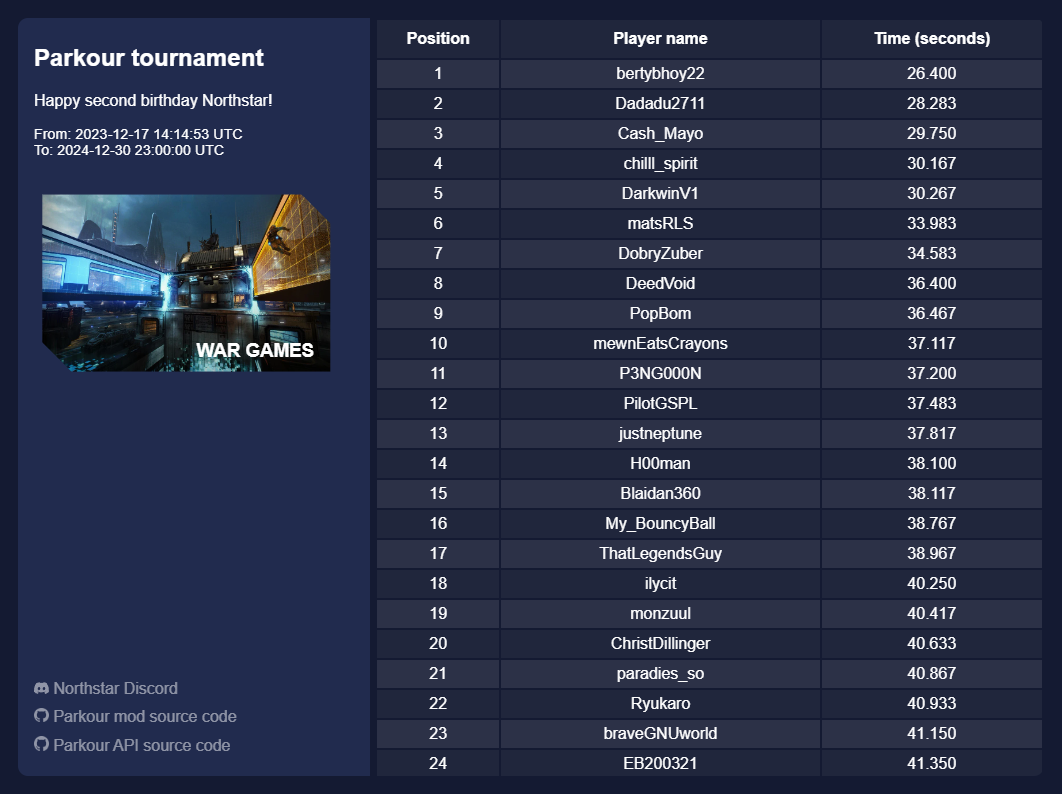 Parkour tournament
Happy second birthday Northstar!
From: 2023-12-17 14:14:53 UTC
To: 2024-12-30 23:00:00 UTC
WAR GAMES
Northstar Discord
Parkour mod source code
Parkour API source code
Position Player name Time (seconds)
1 bertybhoy22 26.400
2 Dadadu2711 28.283
3 Cash_Mayo 29.750
4 chilll_spirit 30.167
5 DarkwinV1 30.267
6 matsRLS 33.983
7 DobryZuber 34.583
8 DeedVoid 36.400
9 PopBom 36.467
10 mewnEatsCrayons 37.117
11 P3NG000N 37.200
12 PilotGSPL 37.483
13 justneptune 37.817
14 H00man 38.100
15 Blaidan360 38.117
16 My_BouncyBall 38.767
17 ThatLegendsGuy 38.967
18 ilycit 40.250
19 monzuul 40.417
20 ChristDillinger 40.633
21 paradies_so 40.867
22 Ryukaro 40.933
23 braveGNUworld 41.150
24 EB200321 41.350